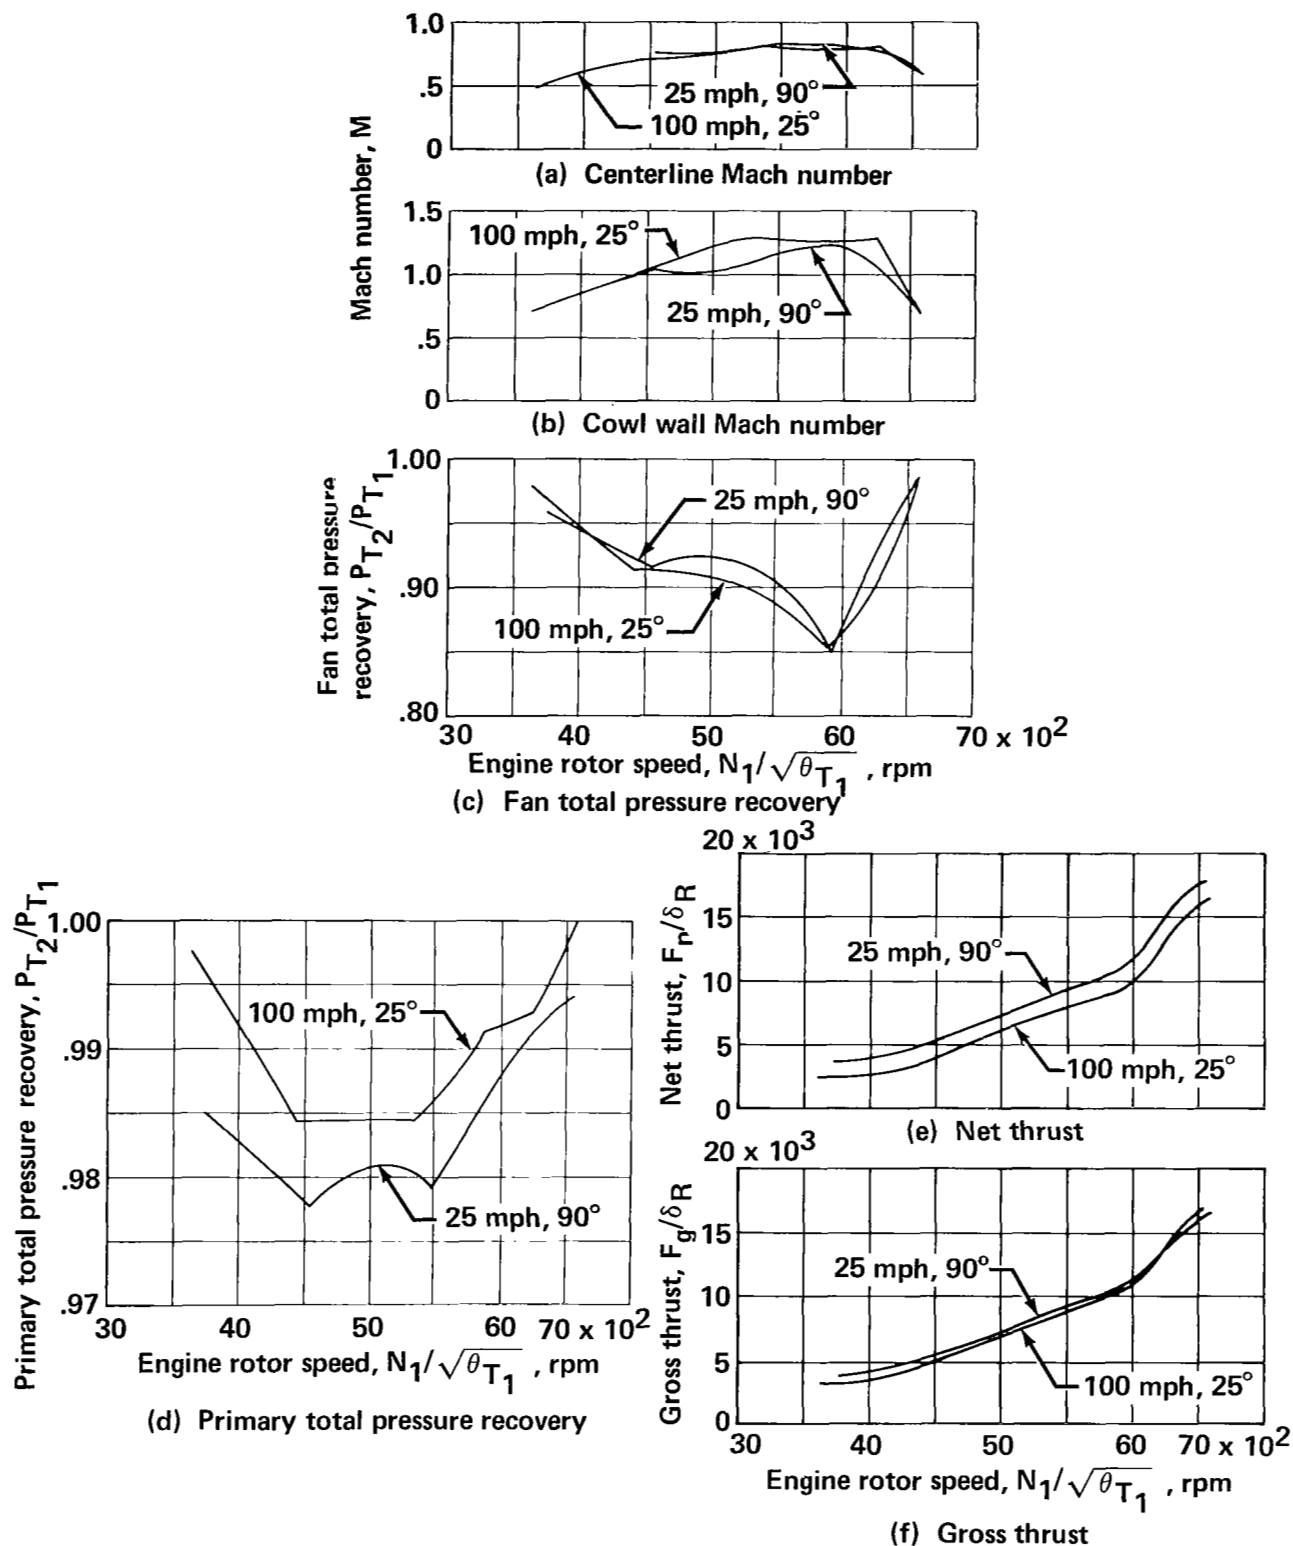 1.0
.5
0
25 mph, 90°
100 mph, 25°
(a) Centerline Mach number
Mach number, M
1.5
1.0
.5
0
100 mph, 25°
25 mph, 90°
(b) Cowl wall Mach number
Fan total pressure
recovery, PT2/PT1
1.00
.90
.80
25 mph, 90°
100 mph, 25°
30 40 50 60 70 x 10²
Engine rotor speed, N1/√θT1 , rpm
(c) Fan total pressure recovery
Primary total pressure recovery, PT2/PT1
1.00
.99
.98
.97
100 mph, 25°
25 mph, 90°
30 40 50 60 70 x 10²
Engine rotor speed, N1/√θT1 , rpm
(d) Primary total pressure recovery
20 x 10³
Net thrust, Fn/δR
15
10
5
0
25 mph, 90°
100 mph, 25°
(e) Net thrust
20 x 10³
Gross thrust, Fg/δR
15
10
5
0
25 mph, 90°
100 mph, 25°
30 40 50 60 70 x 10²
Engine rotor speed, N1/√θT1 , rpm
(f) Gross thrust